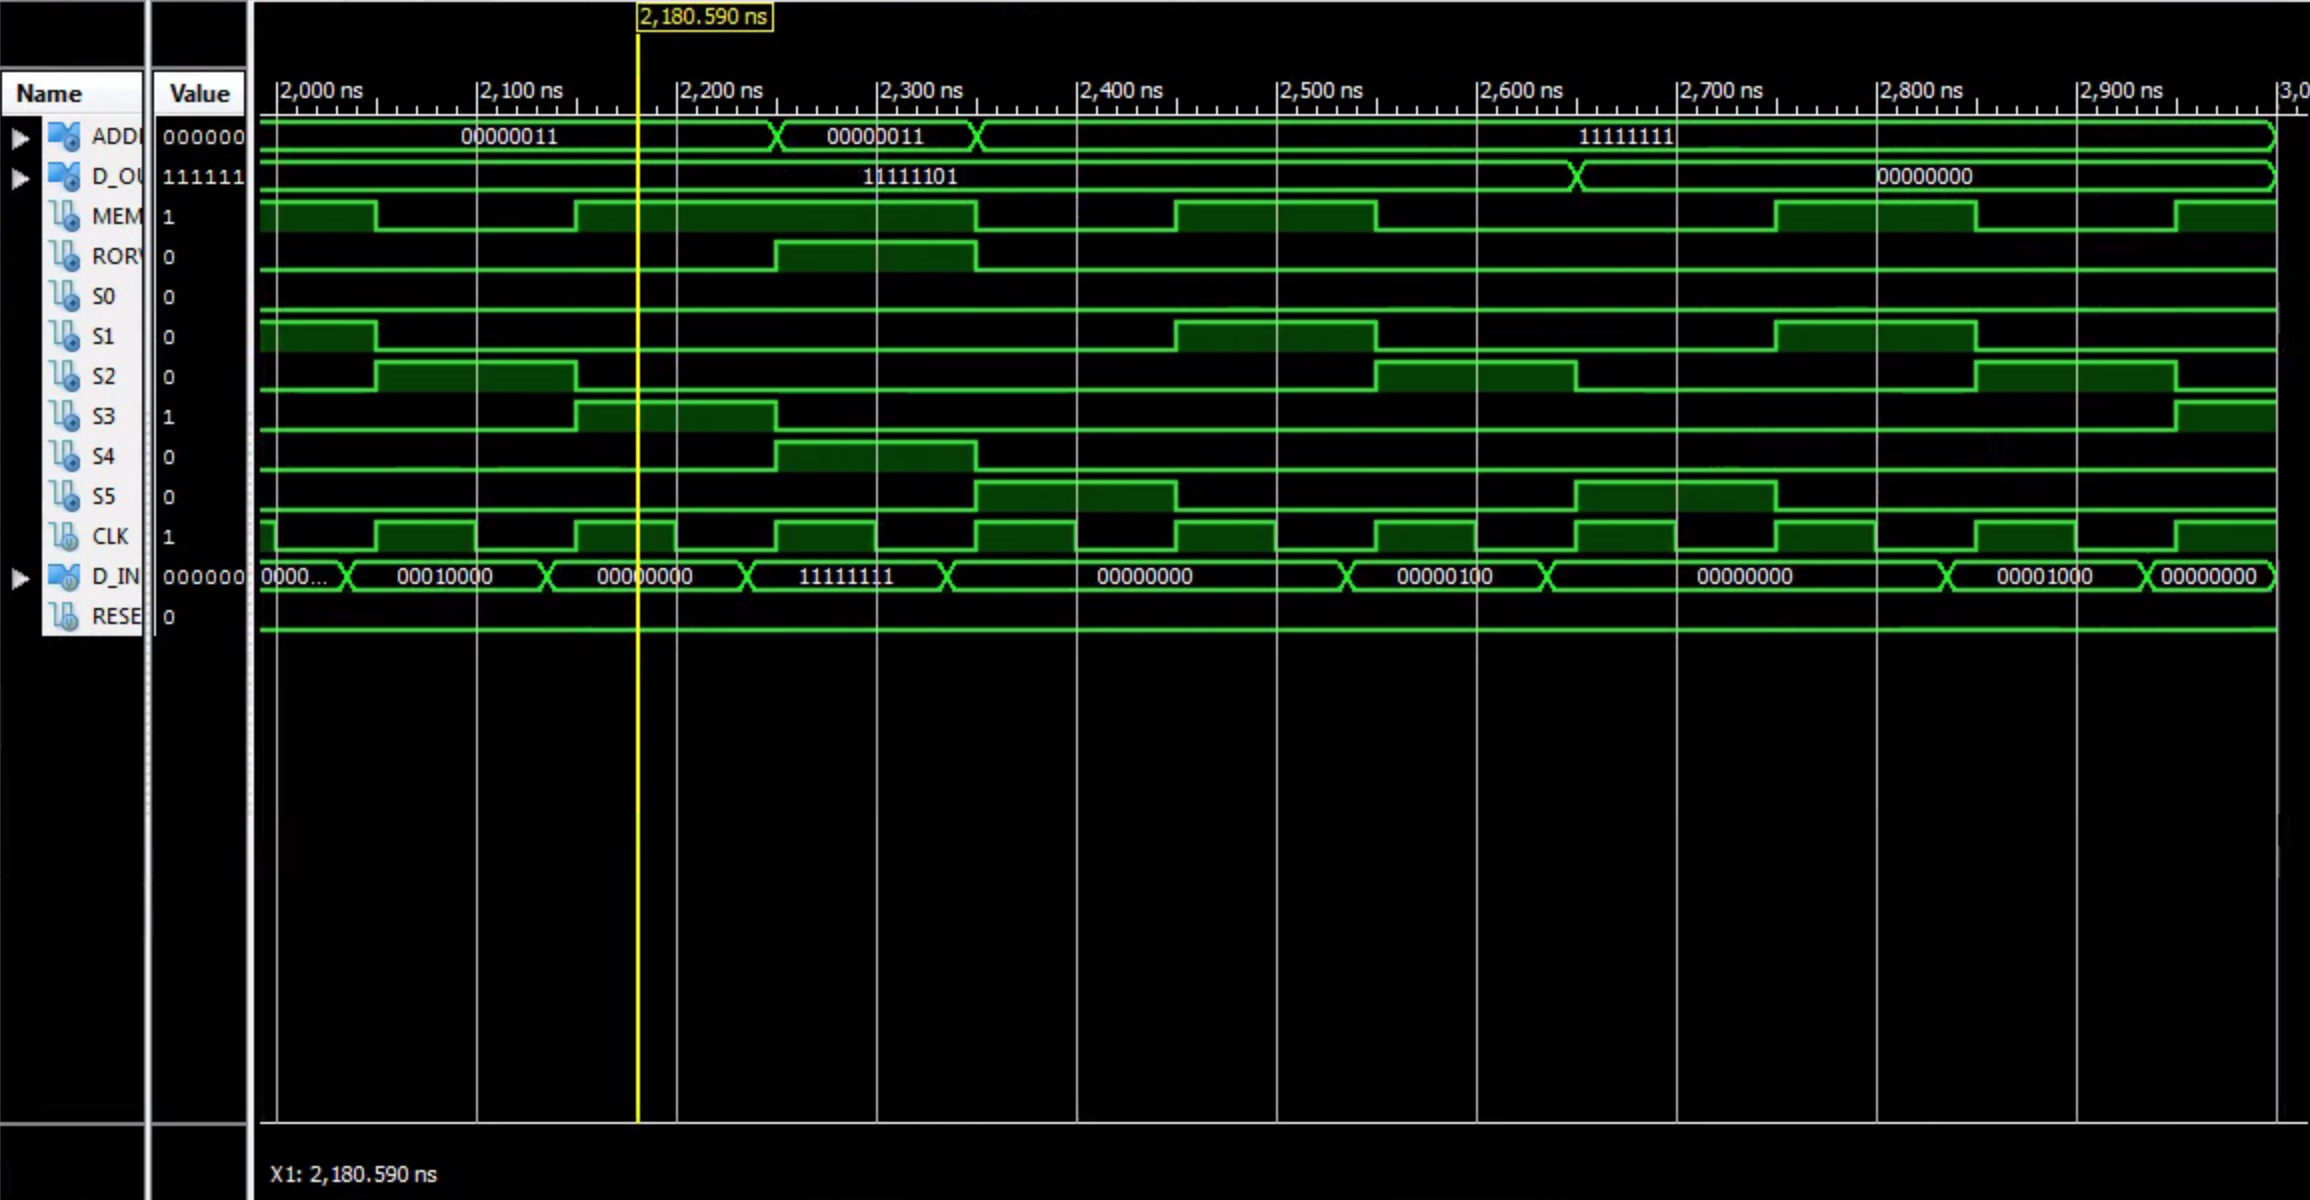 2,180.590 ns
Name Value 2,000 ns 2,100 ns 2,200 ns 2,300 ns 2,400 ns 2,500 ns 2,600 ns 2,700 ns 2,800 ns 2,900 ns 3,0
ADDI 000000 00000011 00000011 11111111
D_OU 111111 11111101 00000000
MEM 1
RORW 0
S0 0
S1 0
S2 0
S3 1
S4 0
S5 0
CLK 1
D_IN 000000 0000... 00010000 00000000 11111111 00000000 00000100 00000000 00001000 00000000
RESE 0
X1: 2,180.590 ns